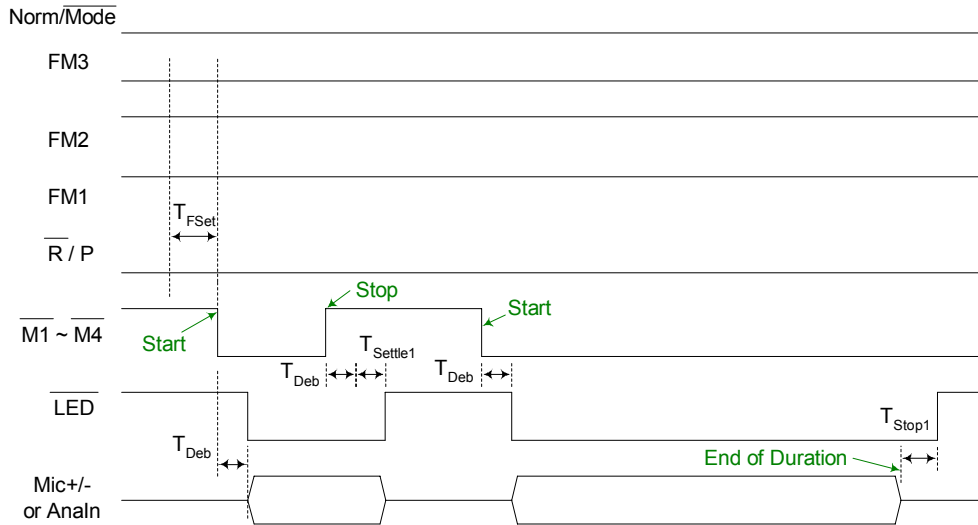 Norm/Mode
FM3
FM2
FM1
TFSet
R / P
Stop
M1 ~ M4
Start
Start
TDeb
TSettle1
TDeb
LED
TStop1
TDeb
End of Duration
Mic+/-
or AnaIn